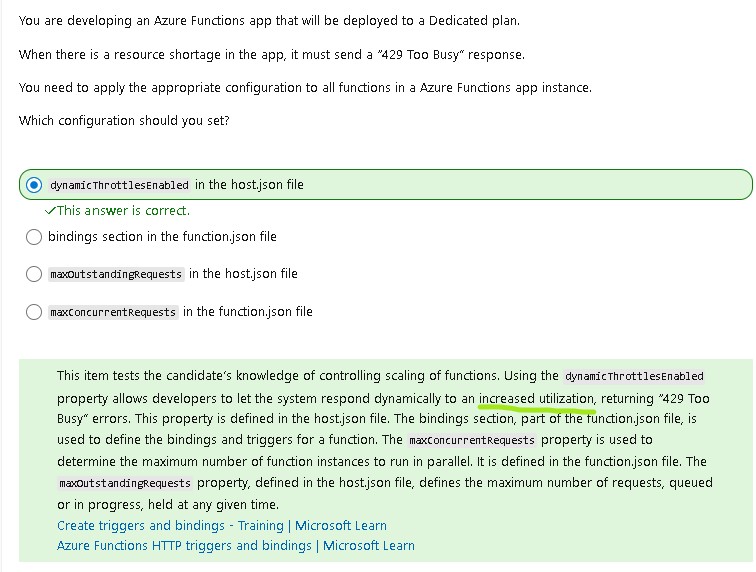 You are developing an Azure Functions app that will be deployed to a Dedicated plan.
When there is a resource shortage in the app, it must send a "429 Too Busy" response.
You need to apply the appropriate configuration to all functions in a Azure Functions app instance.
Which configuration should you set?
dynamicThrottlesEnabled in the host.json file
✓This answer is correct.
bindings section in the function.json file
maxOutstandingRequests in the host.json file
maxConcurrentRequests in the function.json file
This item tests the candidate's knowledge of controlling scaling of functions. Using the dynamicThrottlesEnabled
property allows developers to let the system respond dynamically to an increased utilization, returning "429 Too
Busy" errors. This property is defined in the host.json file. The bindings section, part of the function.json file, is
used to define the bindings and triggers for a function. The maxConcurrentRequests property is used to
determine the maximum number of function instances to run in parallel. It is defined in the function.json file. The
maxOutstandingRequests property, defined in the host.json file, defines the maximum number of requests, queued
or in progress, held at any given time.
Create triggers and bindings - Training | Microsoft Learn
Azure Functions HTTP triggers and bindings | Microsoft Learn